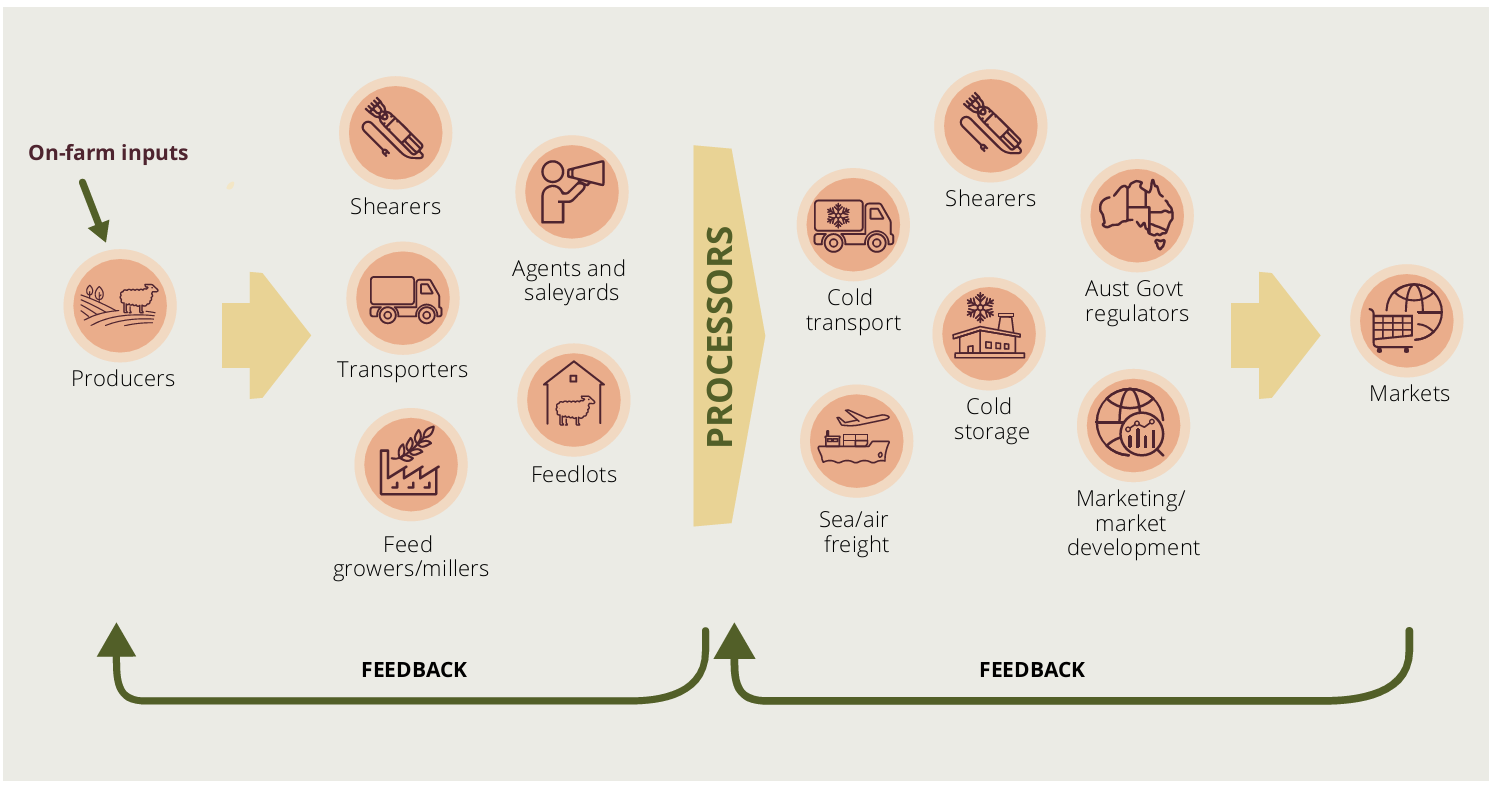 On-farm inputs
Producers
Shearers
Agents and
saleyards
Transporters
Feedlots
Feed
growers/millers
PROCESSORS
Shearers
Cold
transport
Aust Govt
regulators
Cold
storage
Sea/air
freight
Marketing/
market
development
Markets
FEEDBACK
FEEDBACK